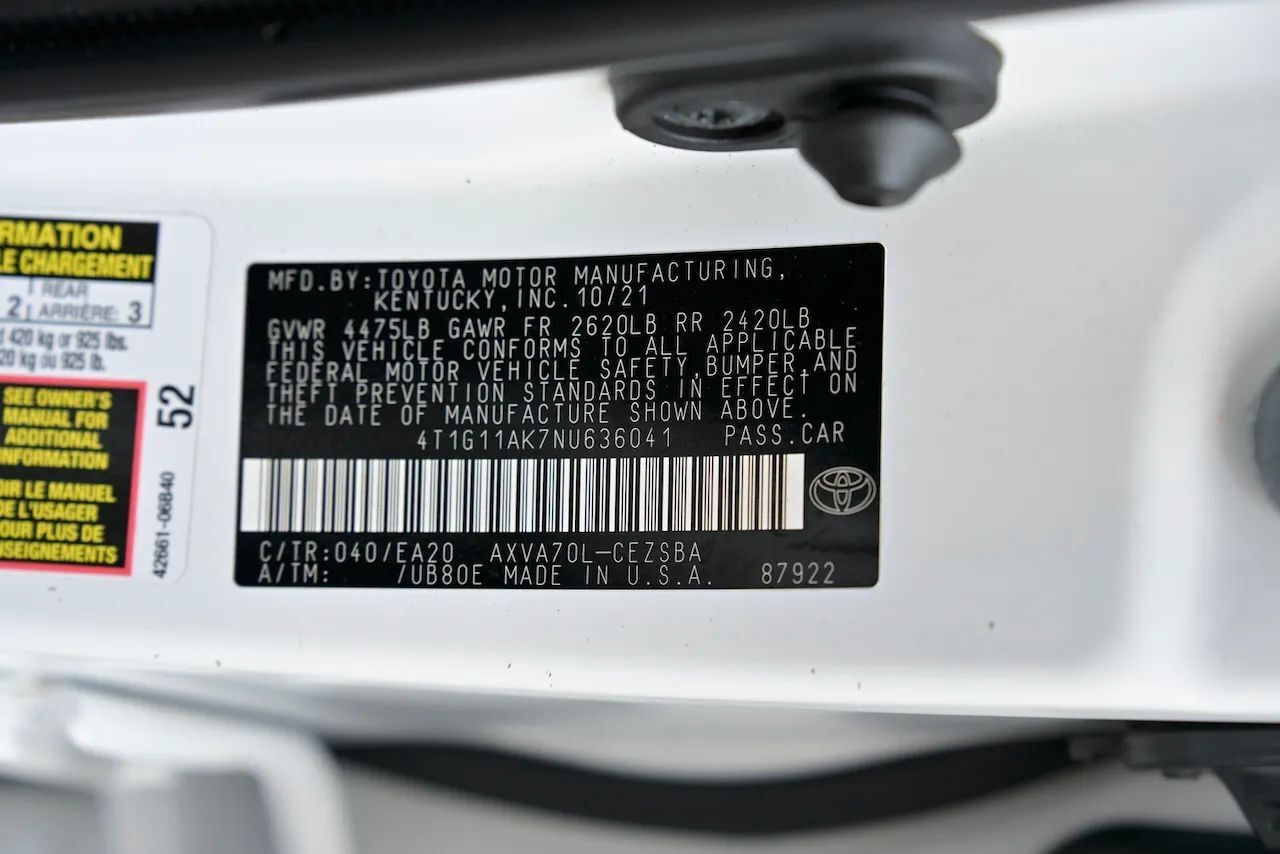 RMATION
LE CHARGEMENT
1 REAR
2 | ARRIÈRE: 3
420 kg or 925 lbs.
20 kg ou 925 lb.
SEE OWNER'S
MANUAL FOR
ADDITIONAL
INFORMATION
OIR LE MANUEL
DE L'USAGER
POUR PLUS DE
NSEIGNEMENTS
52
42661-06B40
MFD.BY:TOYOTA MOTOR MANUFACTURING,
KENTUCKY,INC.10/21
GVWR 4475LB GAWR FR 2620LB RR 2420LB
THIS VEHICLE CONFORMS TO ALL APPLICABLE
FEDERAL MOTOR VEHICLE SAFETY,BUMPER,AND
THEFT PREVENTION STANDARDS IN EFFECT ON
THE DATE OF MANUFACTURE SHOWN ABOVE.
4T1G11AK7NU636041 PASS.CAR
C/TR:040/EA20 AXVA70L-CEZSBA
A/TM: /UB80E MADE IN U.S.A. 87922